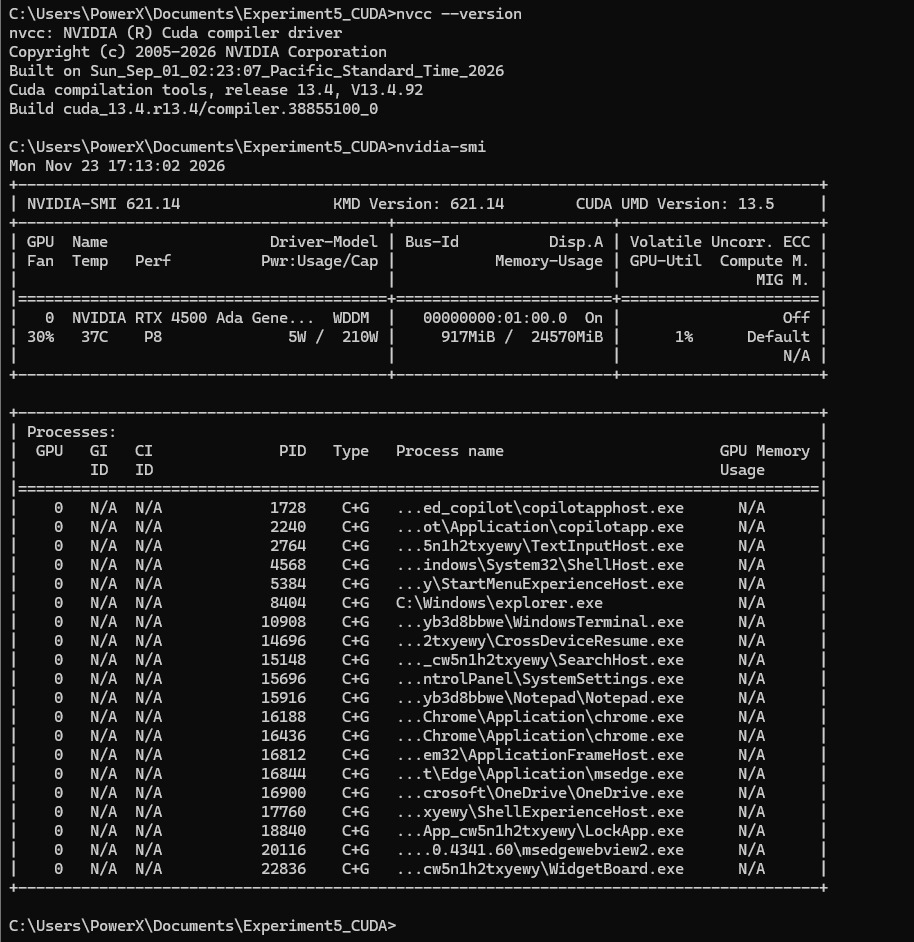 C:\Users\PowerX\Documents\Experiment5_CUDA>nvcc --version
nvcc: NVIDIA (R) Cuda compiler driver
Copyright (c) 2005-2026 NVIDIA Corporation
Built on Sun_Sep_01_02:23:07_Pacific_Standard_Time_2026
Cuda compilation tools, release 13.4, V13.4.92
Build cuda_13.4.r13.4/compiler.38855100_0

C:\Users\PowerX\Documents\Experiment5_CUDA>nvidia-smi
Mon Nov 23 17:13:02 2026
+-----------------------------------------------------------------------------------------+
| NVIDIA-SMI 621.14                 KMD Version: 621.14        CUDA UMD Version: 13.5     |
+-----------------------------------------+------------------------+----------------------+
| GPU  Name                  Driver-Model | Bus-Id          Disp.A | Volatile Uncorr. ECC |
| Fan  Temp   Perf          Pwr:Usage/Cap |           Memory-Usage | GPU-Util  Compute M. |
|                                         |                        |               MIG M. |
|=========================================+========================+======================|
|   0  NVIDIA RTX 4500 Ada Gene...  WDDM  |   00000000:01:00.0  On |                  Off |
| 30%   37C    P8              5W /  210W |     917MiB /  24570MiB |      1%      Default |
|                                         |                        |                  N/A |
+-----------------------------------------+------------------------+----------------------+

+-----------------------------------------------------------------------------------------+
| Processes:                                                                              |
|  GPU   GI   CI              PID   Type   Process name                        GPU Memory |
|        ID   ID                                                               Usage      |
|=========================================================================================|
|    0   N/A  N/A            1728    C+G   ...ed_copilot\copilotapphost.exe      N/A      |
|    0   N/A  N/A            2240    C+G   ...ot\Application\copilotapp.exe      N/A      |
|    0   N/A  N/A            2764    C+G   ...5n1h2txyewy\TextInputHost.exe      N/A      |
|    0   N/A  N/A            4568    C+G   ...indows\System32\ShellHost.exe      N/A      |
|    0   N/A  N/A            5384    C+G   ...y\StartMenuExperienceHost.exe      N/A      |
|    0   N/A  N/A            8404    C+G   C:\Windows\explorer.exe               N/A      |
|    0   N/A  N/A           10908    C+G   ...yb3d8bbwe\WindowsTerminal.exe      N/A      |
|    0   N/A  N/A           14696    C+G   ...2txyewy\CrossDeviceResume.exe      N/A      |
|    0   N/A  N/A           15148    C+G   ..._cw5n1h2txyewy\SearchHost.exe      N/A      |
|    0   N/A  N/A           15696    C+G   ...ntrolPanel\SystemSettings.exe      N/A      |
|    0   N/A  N/A           15916    C+G   ...yb3d8bbwe\Notepad\Notepad.exe      N/A      |
|    0   N/A  N/A           16188    C+G   ...Chrome\Application\chrome.exe      N/A      |
|    0   N/A  N/A           16436    C+G   ...Chrome\Application\chrome.exe      N/A      |
|    0   N/A  N/A           16812    C+G   ...em32\ApplicationFrameHost.exe      N/A      |
|    0   N/A  N/A           16844    C+G   ...t\Edge\Application\msedge.exe      N/A      |
|    0   N/A  N/A           16900    C+G   ...crosoft\OneDrive\OneDrive.exe      N/A      |
|    0   N/A  N/A           17760    C+G   ...xyewy\ShellExperienceHost.exe      N/A      |
|    0   N/A  N/A           18840    C+G   ...App_cw5n1h2txyewy\LockApp.exe      N/A      |
|    0   N/A  N/A           20116    C+G   ....0.4341.60\msedgewebview2.exe      N/A      |
|    0   N/A  N/A           22836    C+G   ...cw5n1h2txyewy\WidgetBoard.exe      N/A      |
+-----------------------------------------------------------------------------------------+

C:\Users\PowerX\Documents\Experiment5_CUDA>